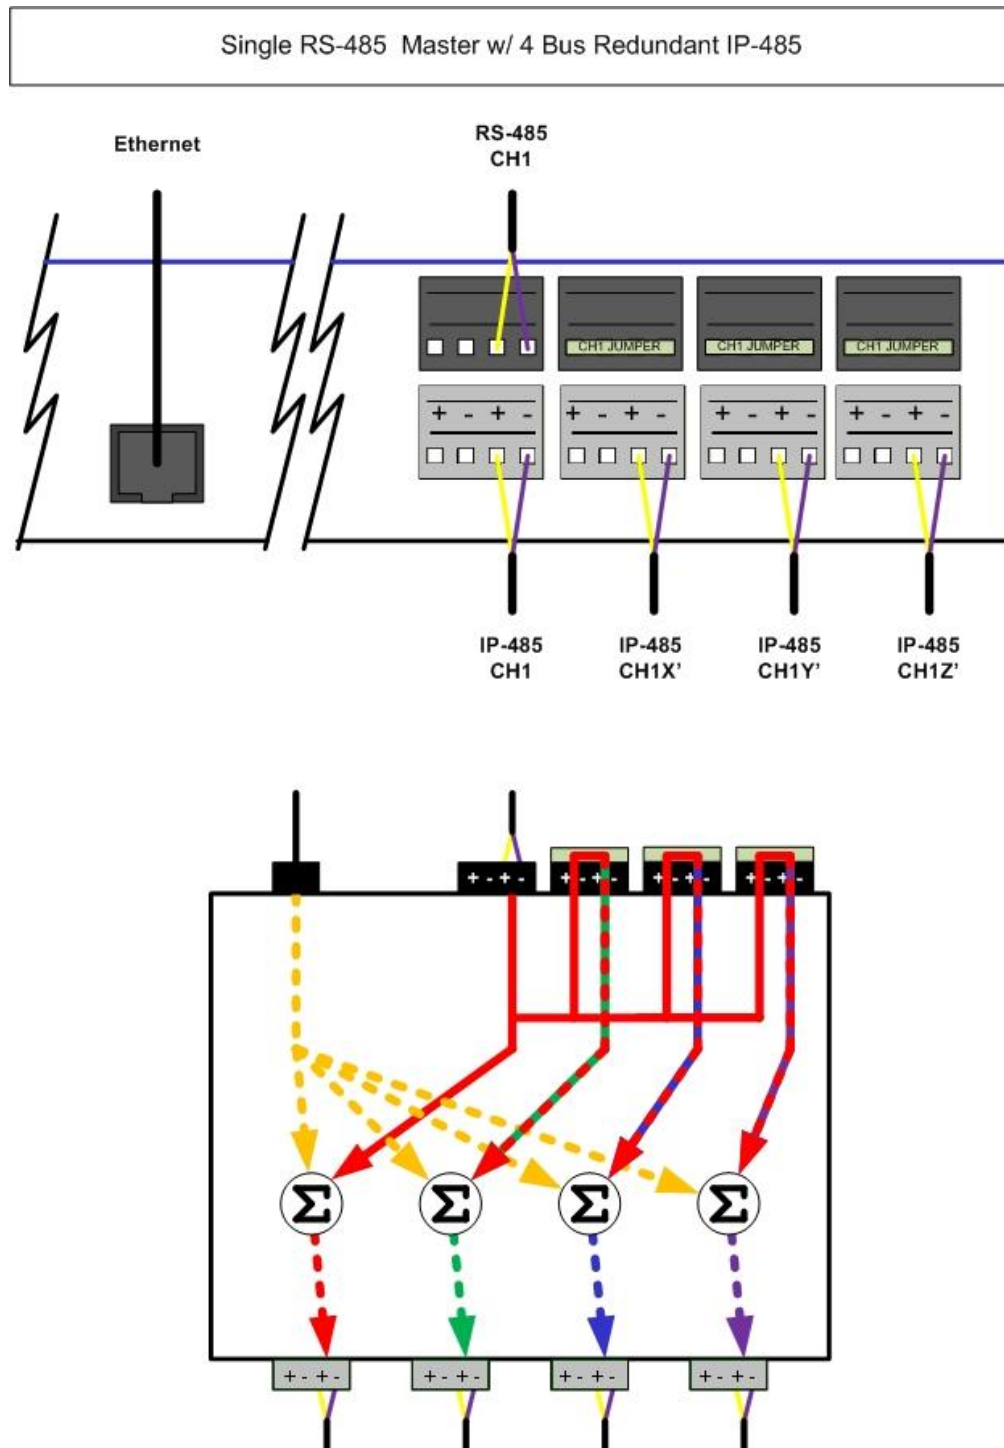 Single RS-485 Master w/ 4 Bus Redundant IP-485
Ethernet
RS-485
CH1
CH1 JUMPER CH1 JUMPER CH1 JUMPER
+ - + - + - + - + - + - + - + -
IP-485 IP-485 IP-485 IP-485
CH1 CH1X' CH1Y' CH1Z'
+ - + - + - + - + - + - + - + -
Σ Σ Σ Σ
+ - + - + - + - + - + - + - + -